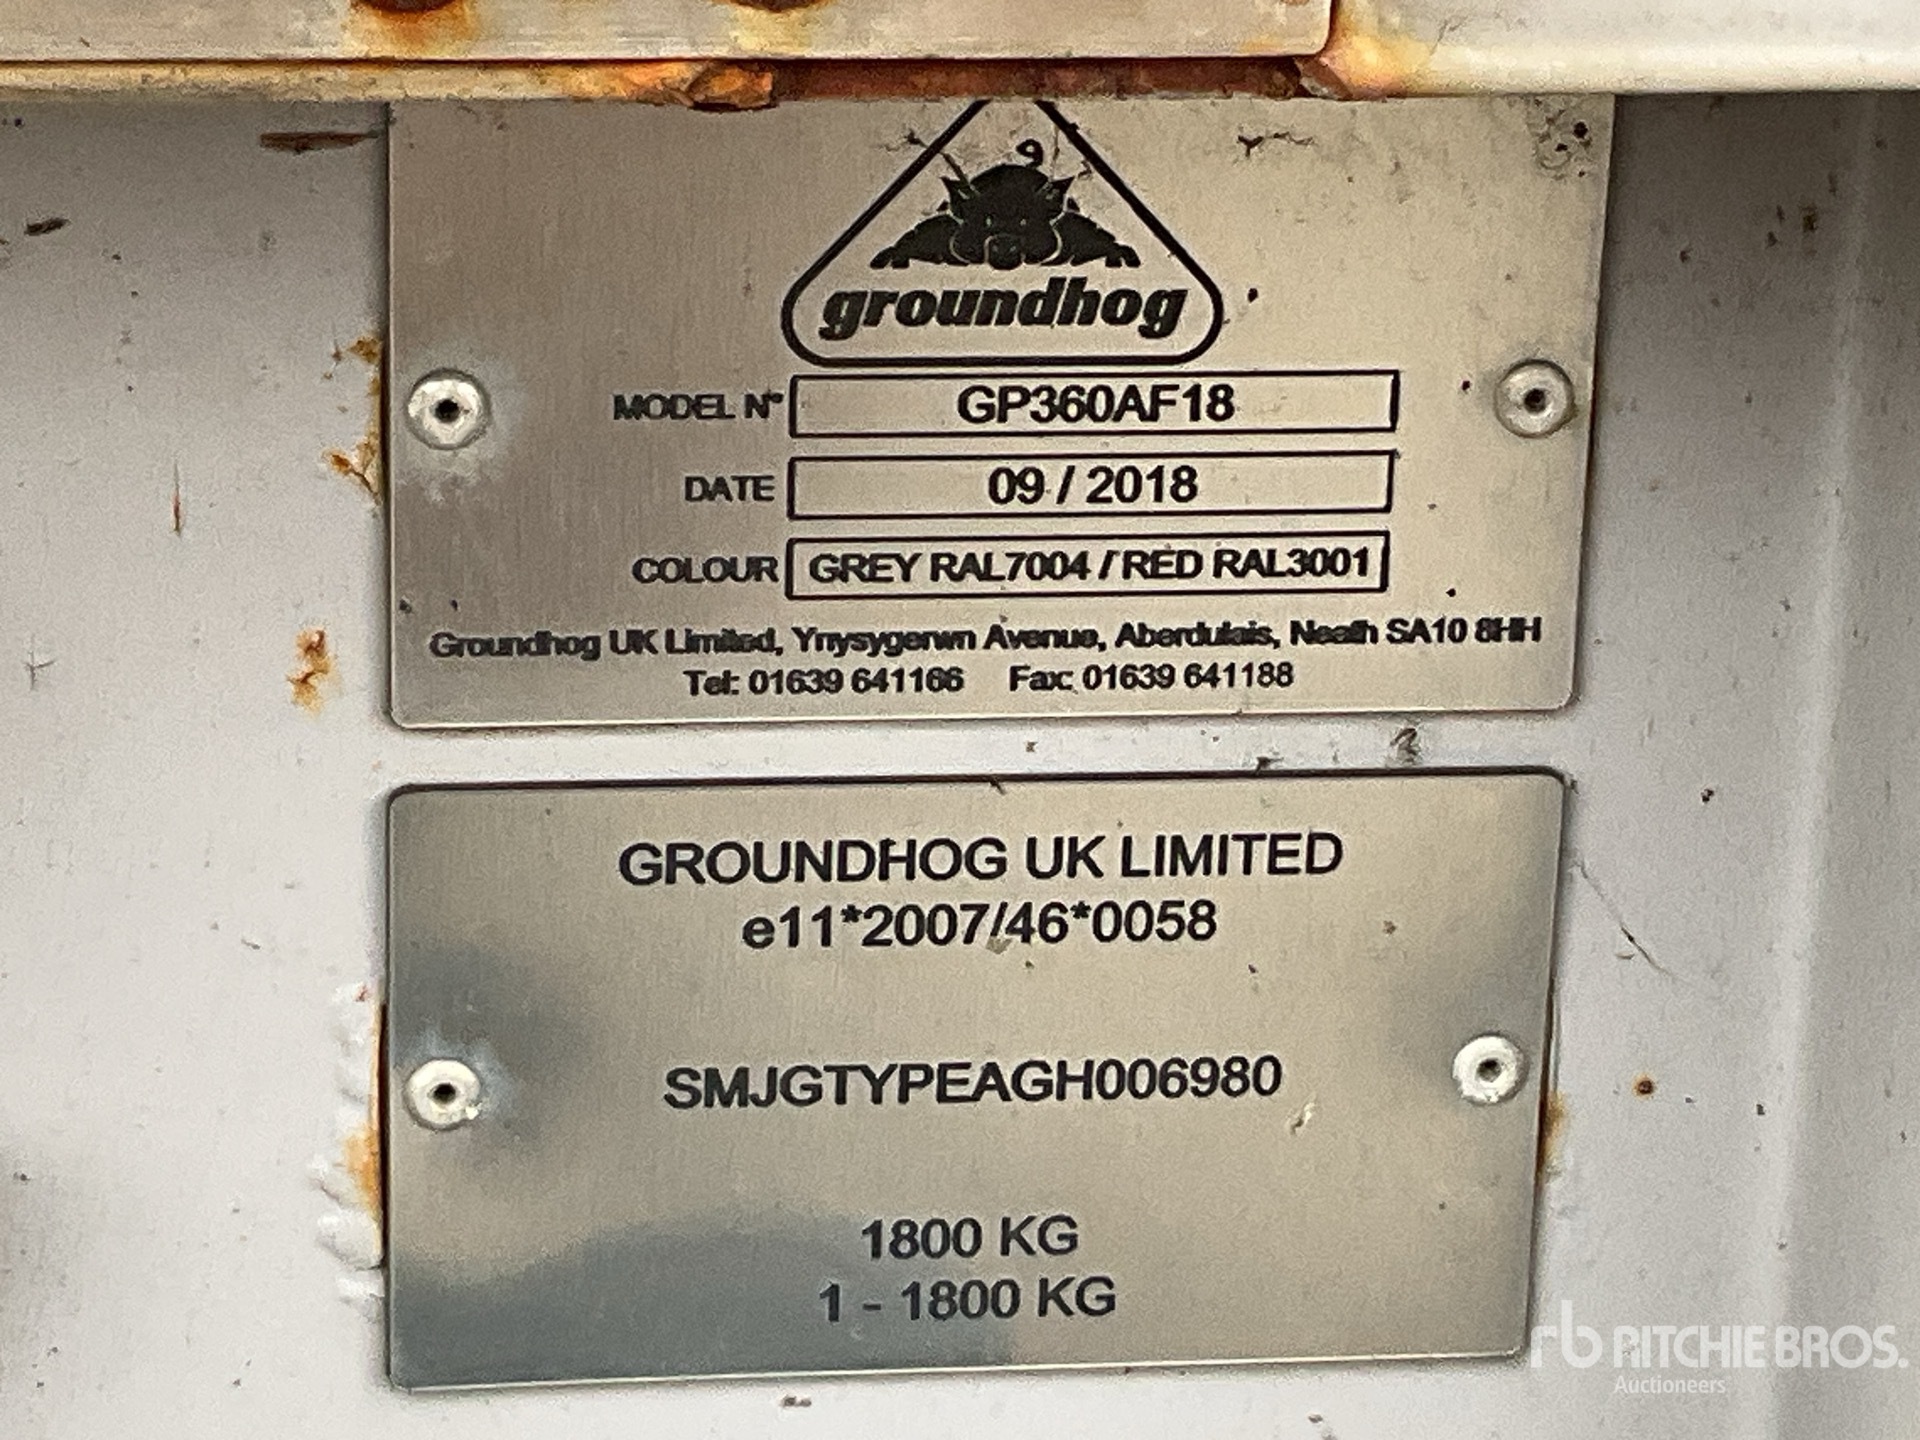 groundhog
MODEL N° GP360AF18
DATE 09 / 2018
COLOUR GREY RAL7004 / RED RAL3001
Groundhog UK Limited, Ynysygerwn Avenue, Aberdulais, Neath SA10 8HH
Tel: 01639 641166 Fax: 01639 641188
GROUNDHOG UK LIMITED
e11*2007/46*0058
SMJGTYPEAGH006980
1800 KG
1 - 1800 KG
rb RITCHIE BROS.
Auctioneers